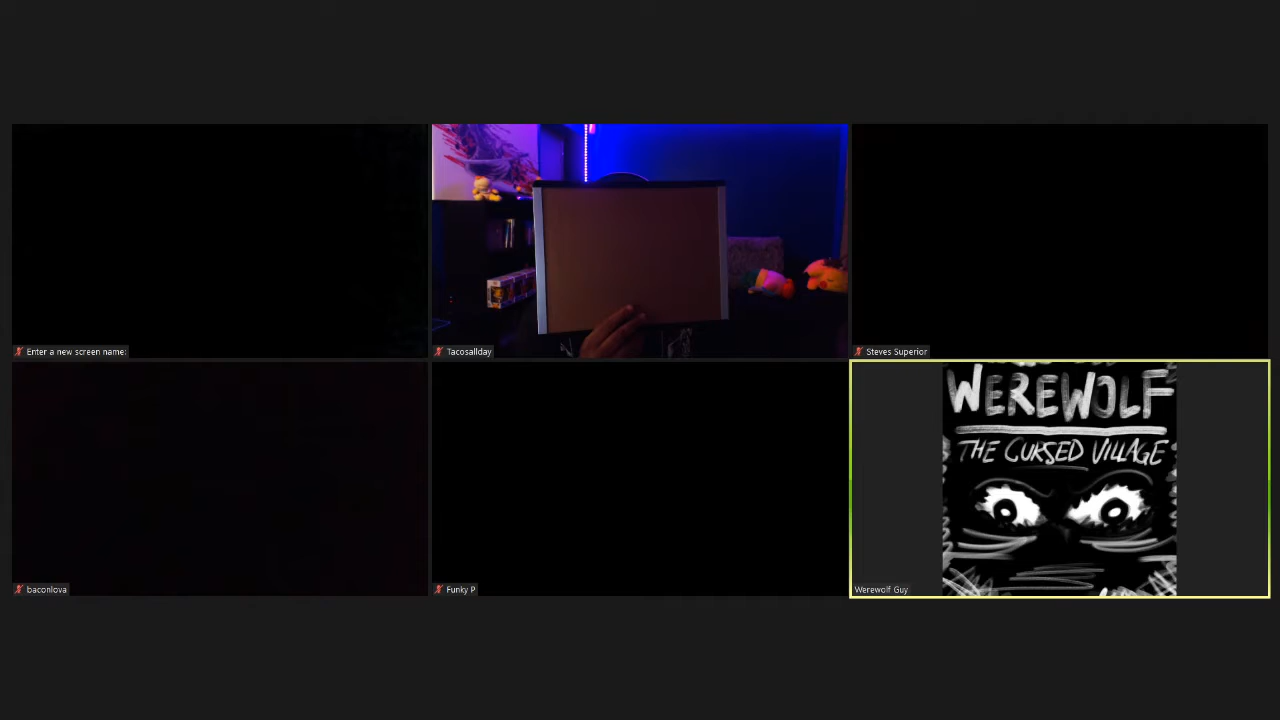 Enter a new screen name:
Tacosallday
Steves Superior
baconlova
Funky P
WEREWOLF
THE CURSED VILLAGE
Werewolf Guy